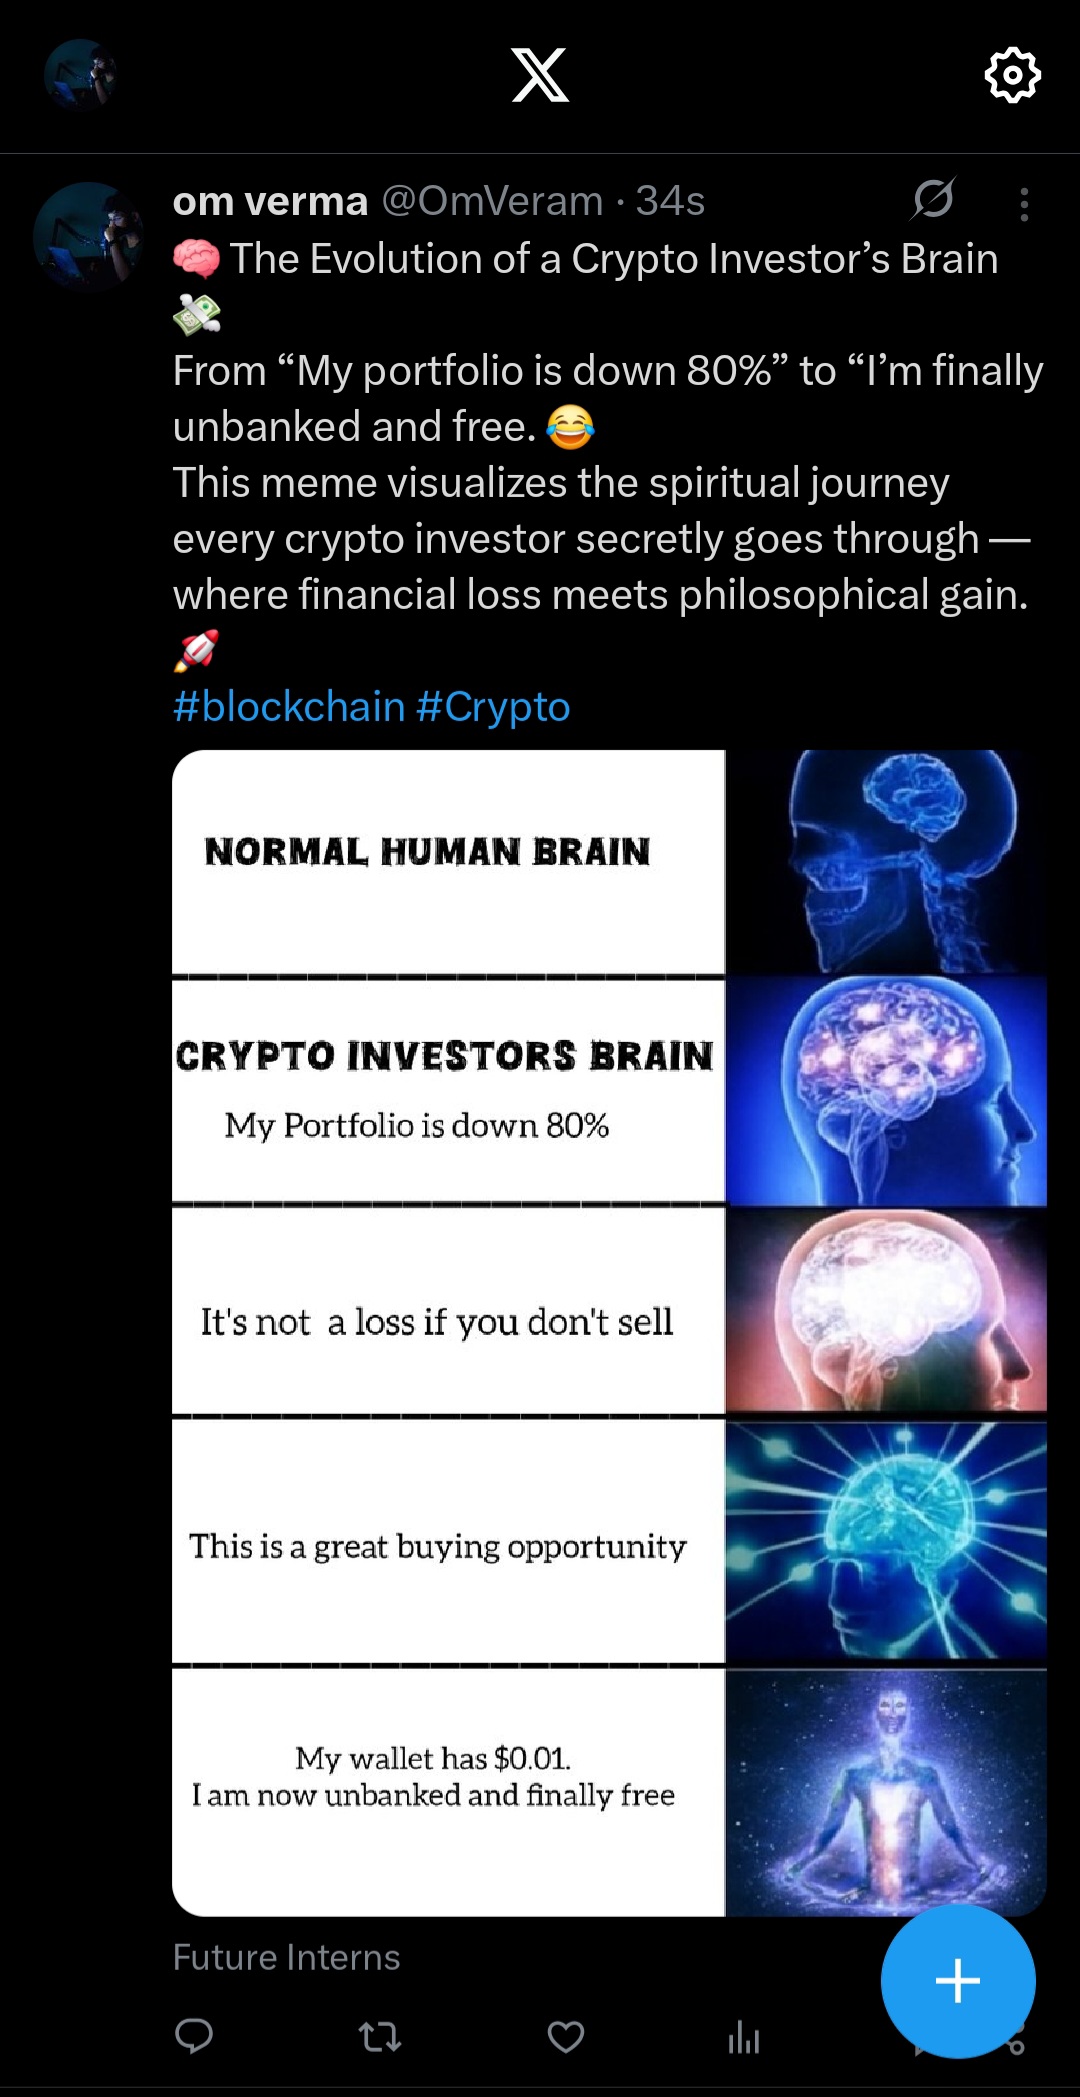 om verma @OmVeram · 34s
🧠 The Evolution of a Crypto Investor’s Brain
💸
From “My portfolio is down 80%” to “I’m finally
unbanked and free. 😂
This meme visualizes the spiritual journey
every crypto investor secretly goes through —
where financial loss meets philosophical gain.
🚀
#blockchain #Crypto
NORMAL HUMAN BRAIN
CRYPTO INVESTORS BRAIN
My Portfolio is down 80%
It's not  a loss if you don't sell
This is a great buying opportunity
My wallet has $0.01.
I am now unbanked and finally free
Future Interns